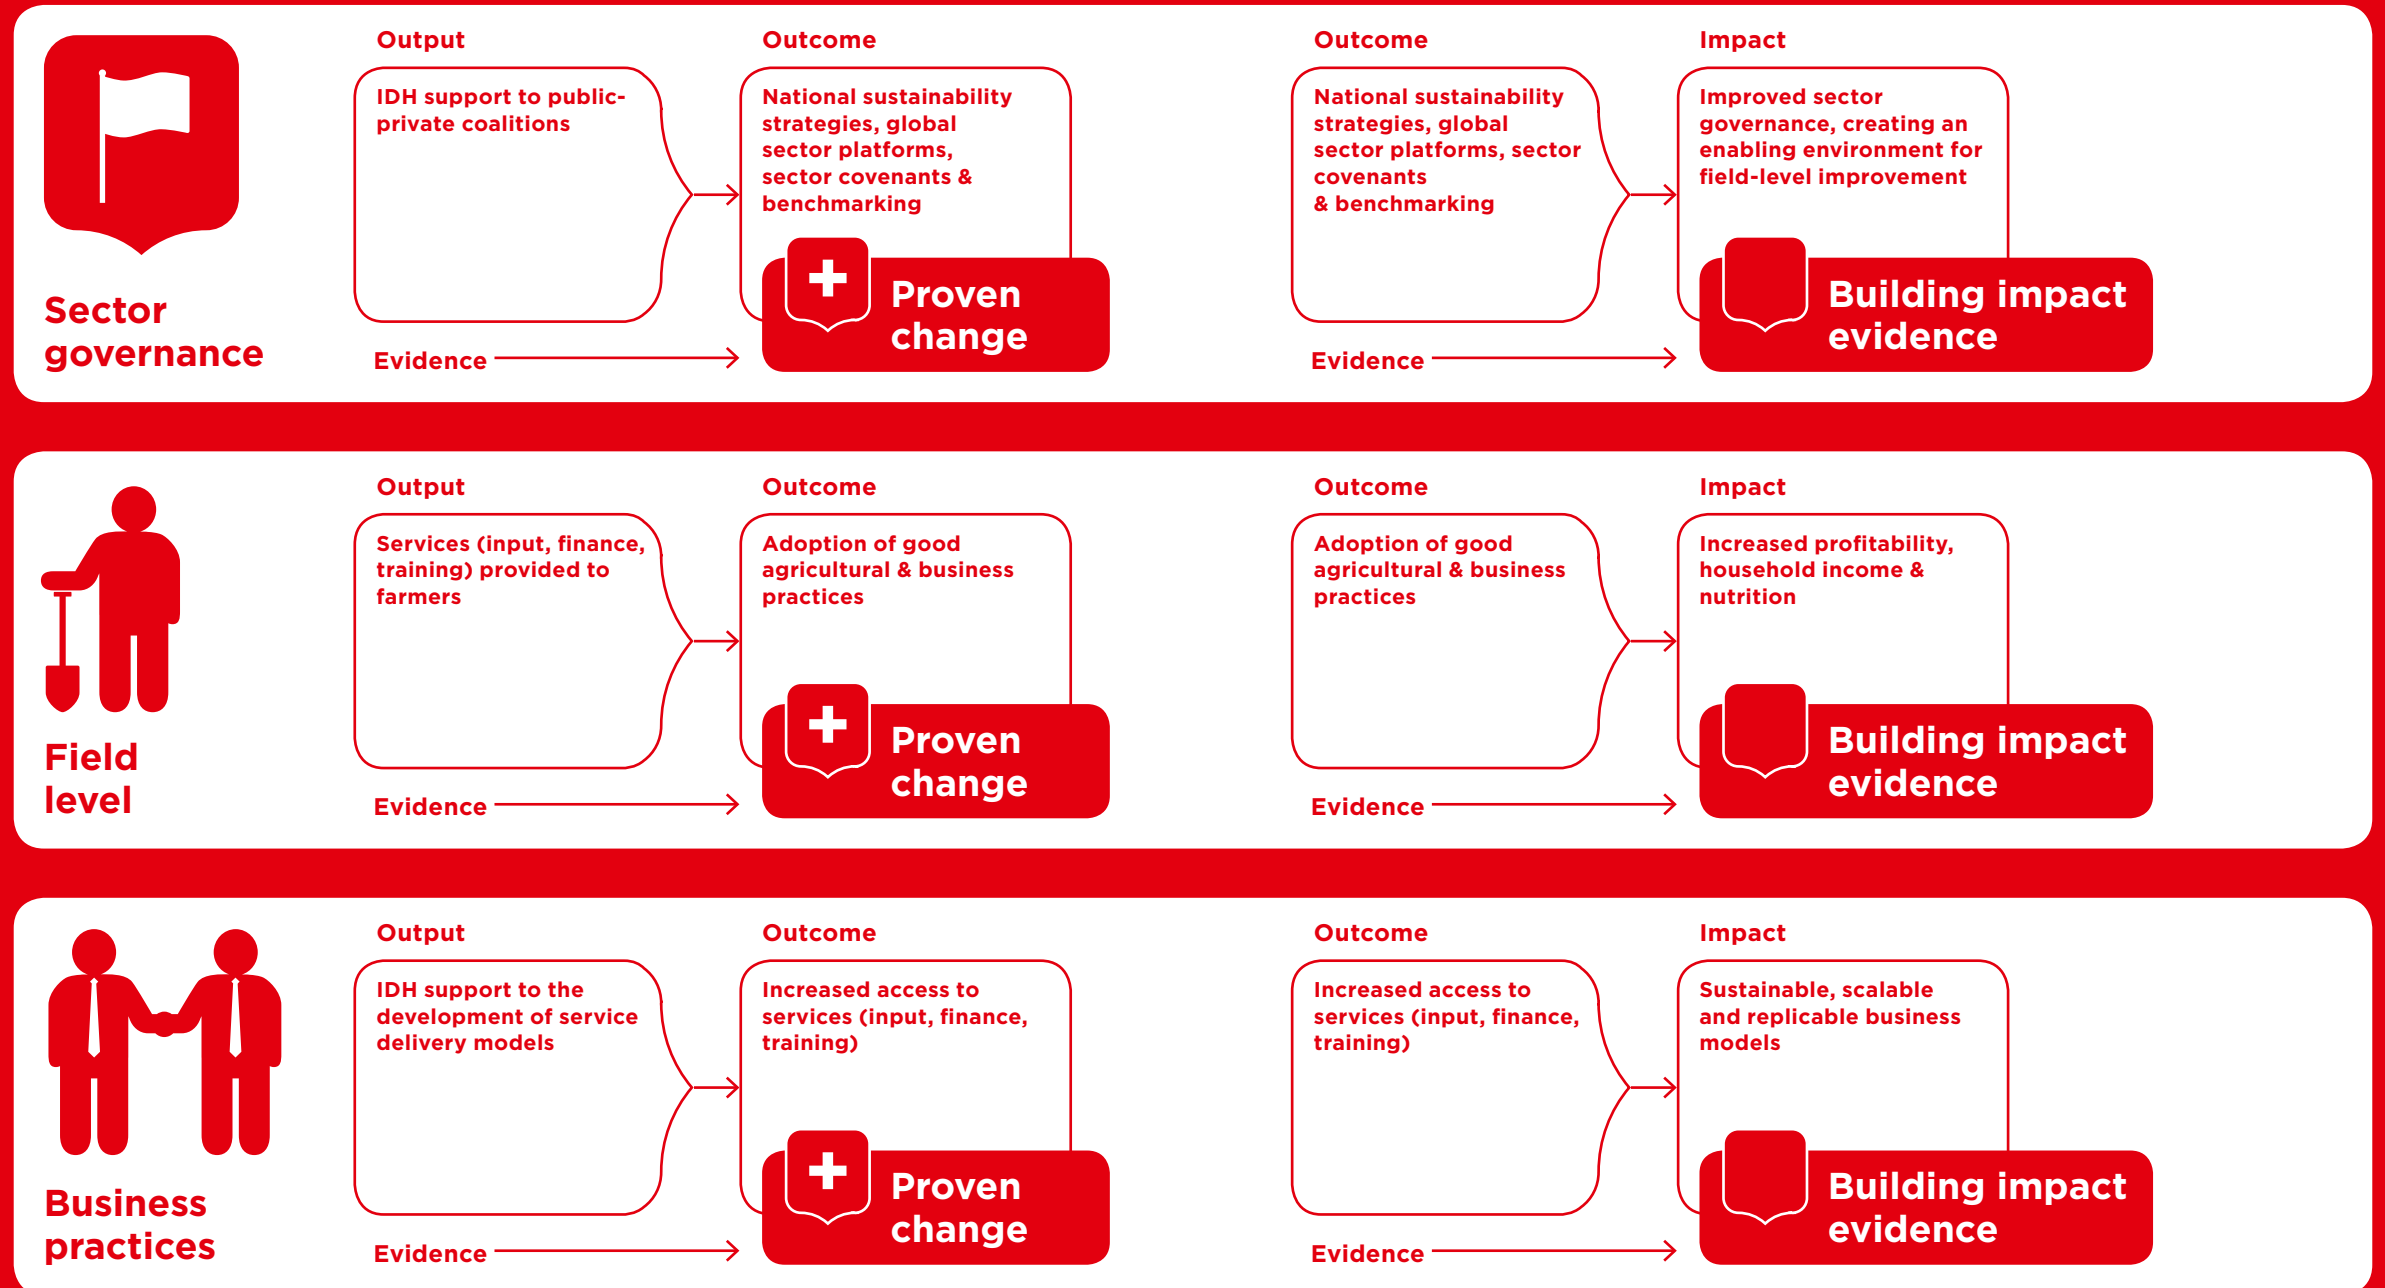 Sector
governance
Output
IDH support to public-
private coalitions
Evidence
Outcome
National sustainability
strategies, global
sector platforms,
sector covenants &
benchmarking
Proven
change
Outcome
National sustainability
strategies, global
sector platforms, sector
covenants
& benchmarking
Evidence
Impact
Improved sector
governance, creating an
enabling environment for
field-level improvement
Building impact
evidence
Field
level
Output
Services (input, finance,
training) provided to
farmers
Evidence
Outcome
Adoption of good
agricultural & business
practices
Proven
change
Outcome
Adoption of good
agricultural & business
practices
Evidence
Impact
Increased profitability,
household income &
nutrition
Building impact
evidence
Business
practices
Output
IDH support to the
development of service
delivery models
Evidence
Outcome
Increased access to
services (input, finance,
training)
Proven
change
Outcome
Increased access to
services (input, finance,
training)
Evidence
Impact
Sustainable, scalable
and replicable business
models
Building impact
evidence